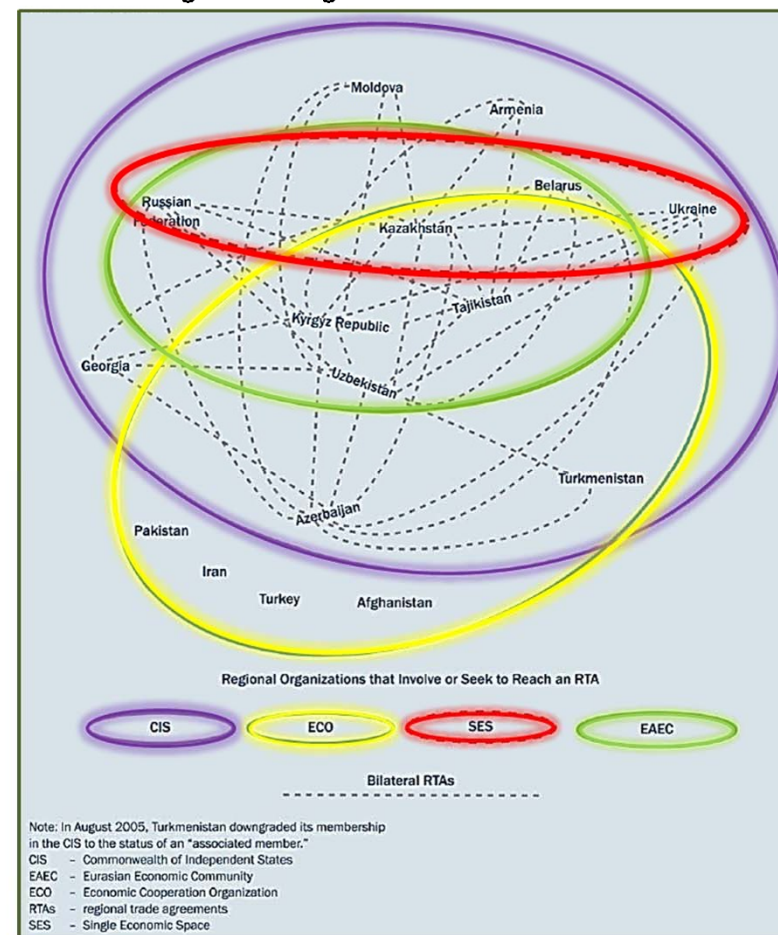 Moldova
Armenia
Belarus
Russian
Federation
Ukraine
Kazakhstan
Tajikistan
Kyrgyz Republic
Georgia
Uzbekistan
Turkmenistan
Azerbaijan
Pakistan
Iran
Turkey
Afghanistan
Regional Organizations that Involve or Seek to Reach an RTA
CIS
ECO
SES
EAEC
Bilateral RTAs
Note: In August 2005, Turkmenistan downgraded its membership
in the CIS to the status of an "associated member."
CIS – Commonwealth of Independent States
EAEC – Eurasian Economic Community
ECO – Economic Cooperation Organization
RTAs – regional trade agreements
SES – Single Economic Space